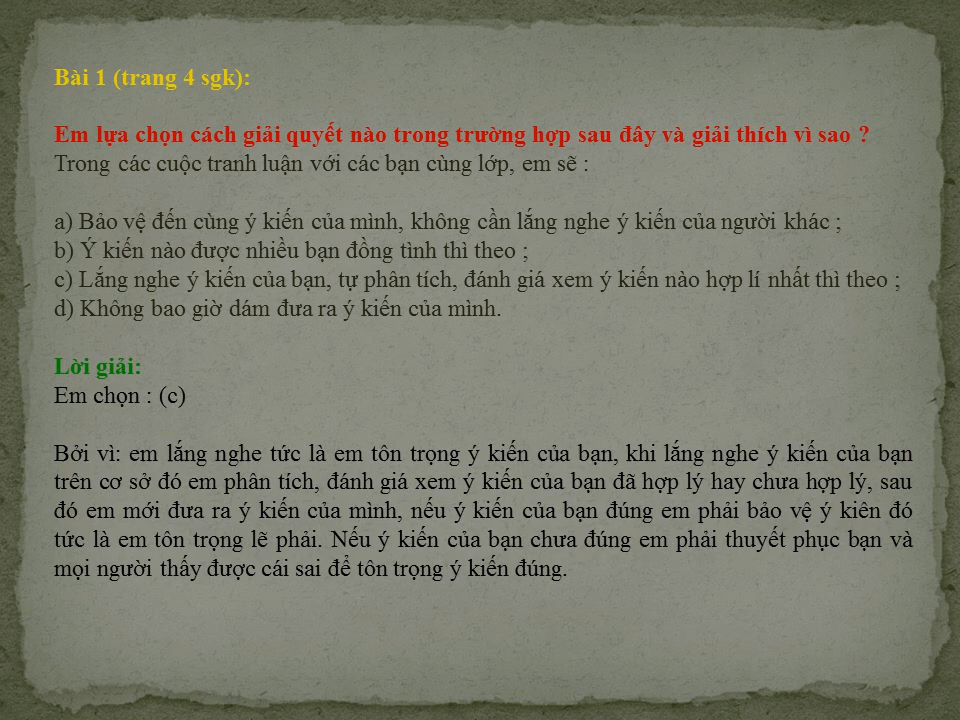 Bài 1 (trang 4 sgk):
Em lựa chọn cách giải quyết nào trong trường hợp sau đây và giải thích vì sao ?
Trong các cuộc tranh luận với các bạn cùng lớp, em sẽ :
a) Bảo vệ đến cùng ý kiến của mình, không cần lắng nghe ý kiến của người khác ;
b) Ý kiến nào được nhiều bạn đồng tình thì theo ;
c) Lắng nghe ý kiến của bạn, tự phân tích, đánh giá xem ý kiến nào hợp lí nhất thì theo ;
d) Không bao giờ dám đưa ra ý kiến của mình.
Lời giải:
Em chọn : (c)
Bởi vì: em lắng nghe tức là em tôn trọng ý kiến của bạn, khi lắng nghe ý kiến của bạn
trên cơ sở đó em phân tích, đánh giá xem ý kiến của bạn đã hợp lý hay chưa hợp lý, sau
đó em mới đưa ra ý kiến của mình, nếu ý kiến của bạn đúng em phải bảo vệ ý kiên đó
tức là em tôn trọng lẽ phải. Nếu ý kiến của bạn chưa đúng em phải thuyết phục bạn và
mọi người thấy được cái sai để tôn trọng ý kiến đúng.